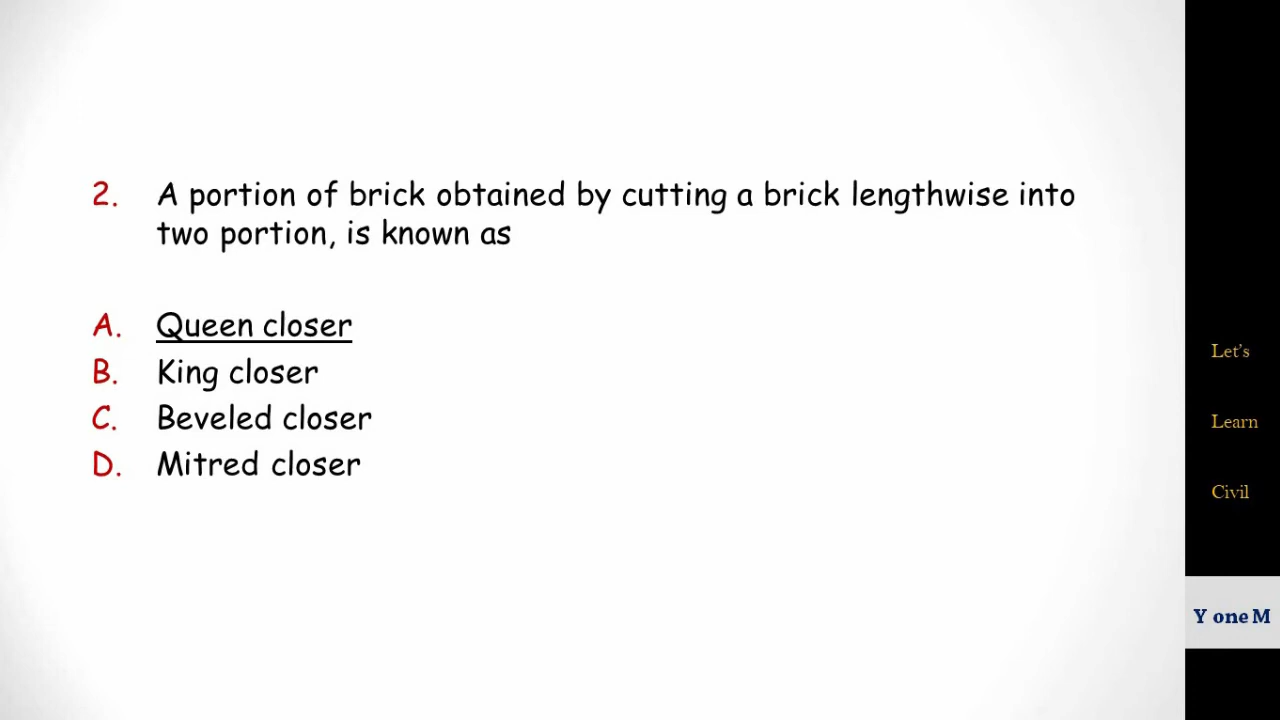 2. A portion of brick obtained by cutting a brick lengthwise into
two portion, is known as
A. Queen closer
B. King closer
C. Beveled closer
D. Mitred closer
Let's
Learn
Civil
Y one M